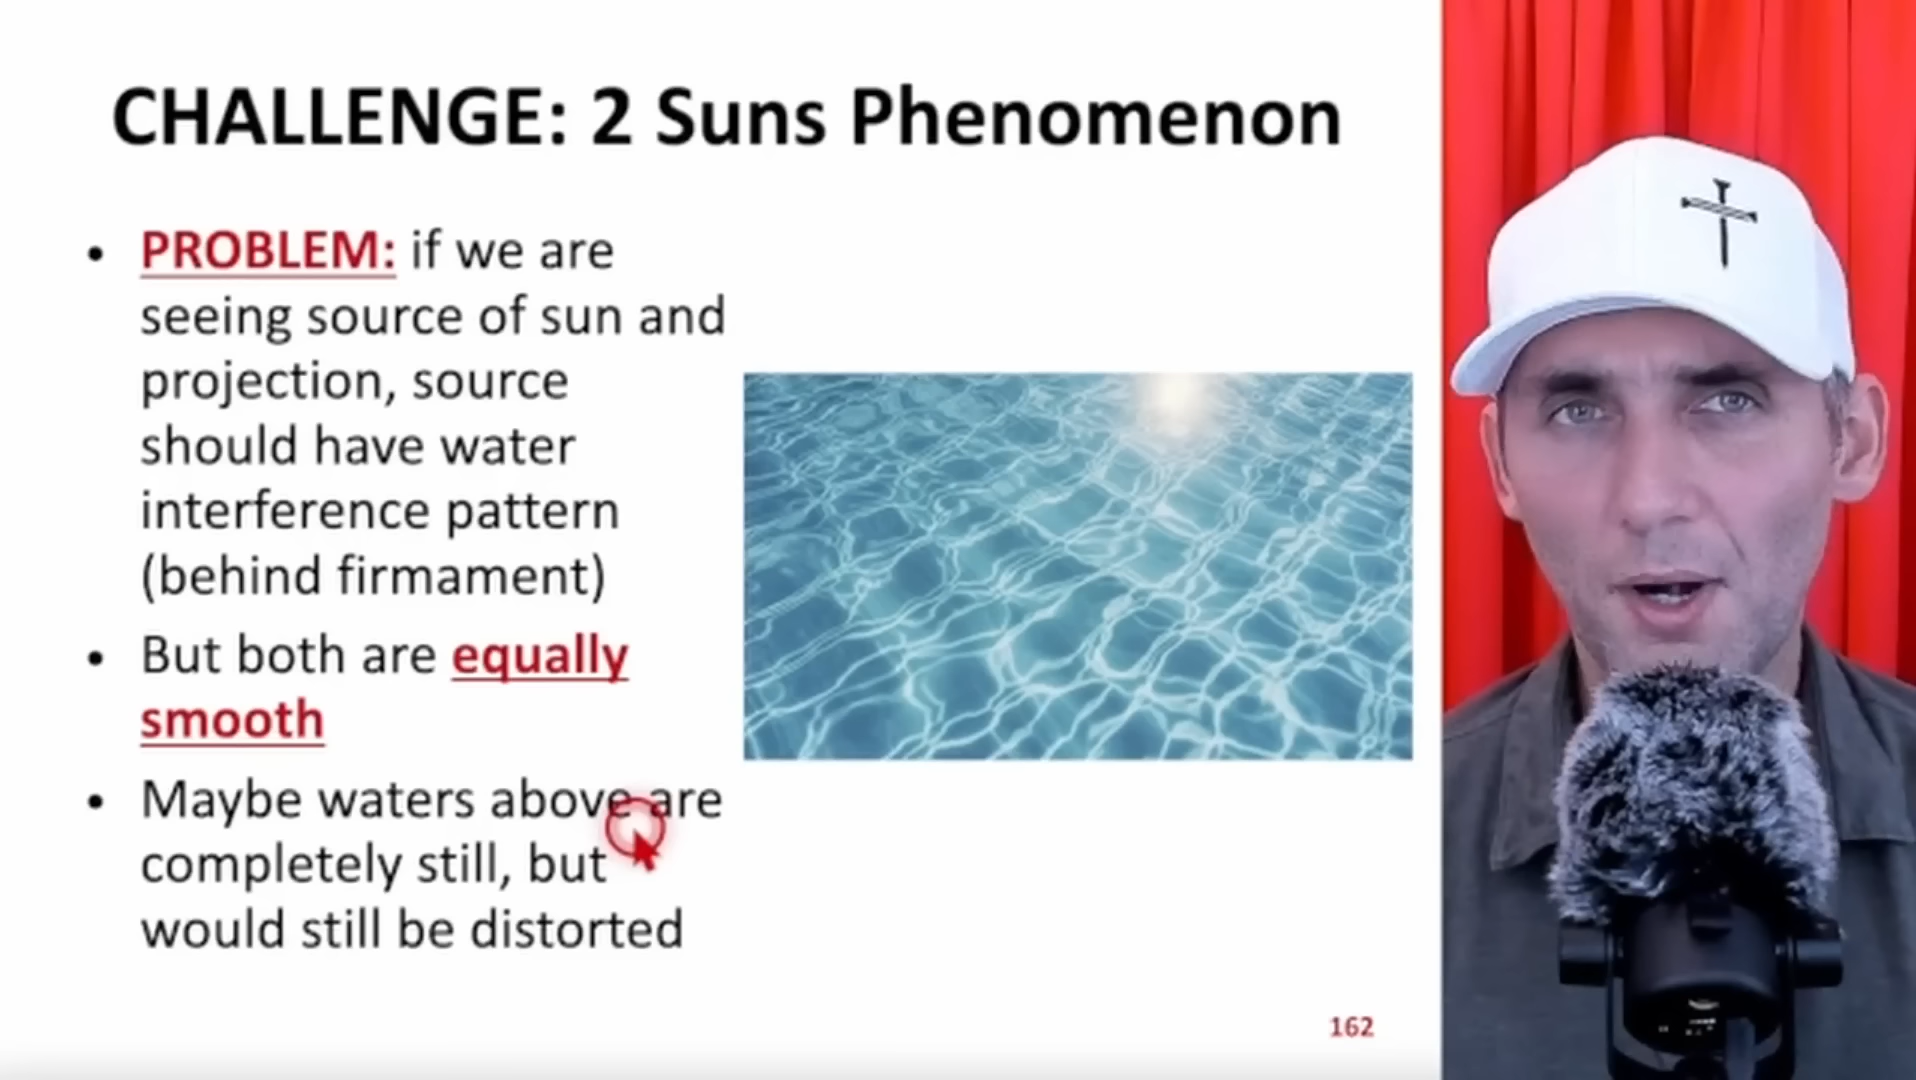 CHALLENGE: 2 Suns Phenomenon
• PROBLEM: if we are
seeing source of sun and
projection, source
should have water
interference pattern
(behind firmament)
• But both are equally
smooth
• Maybe waters above are
completely still, but
would still be distorted
162